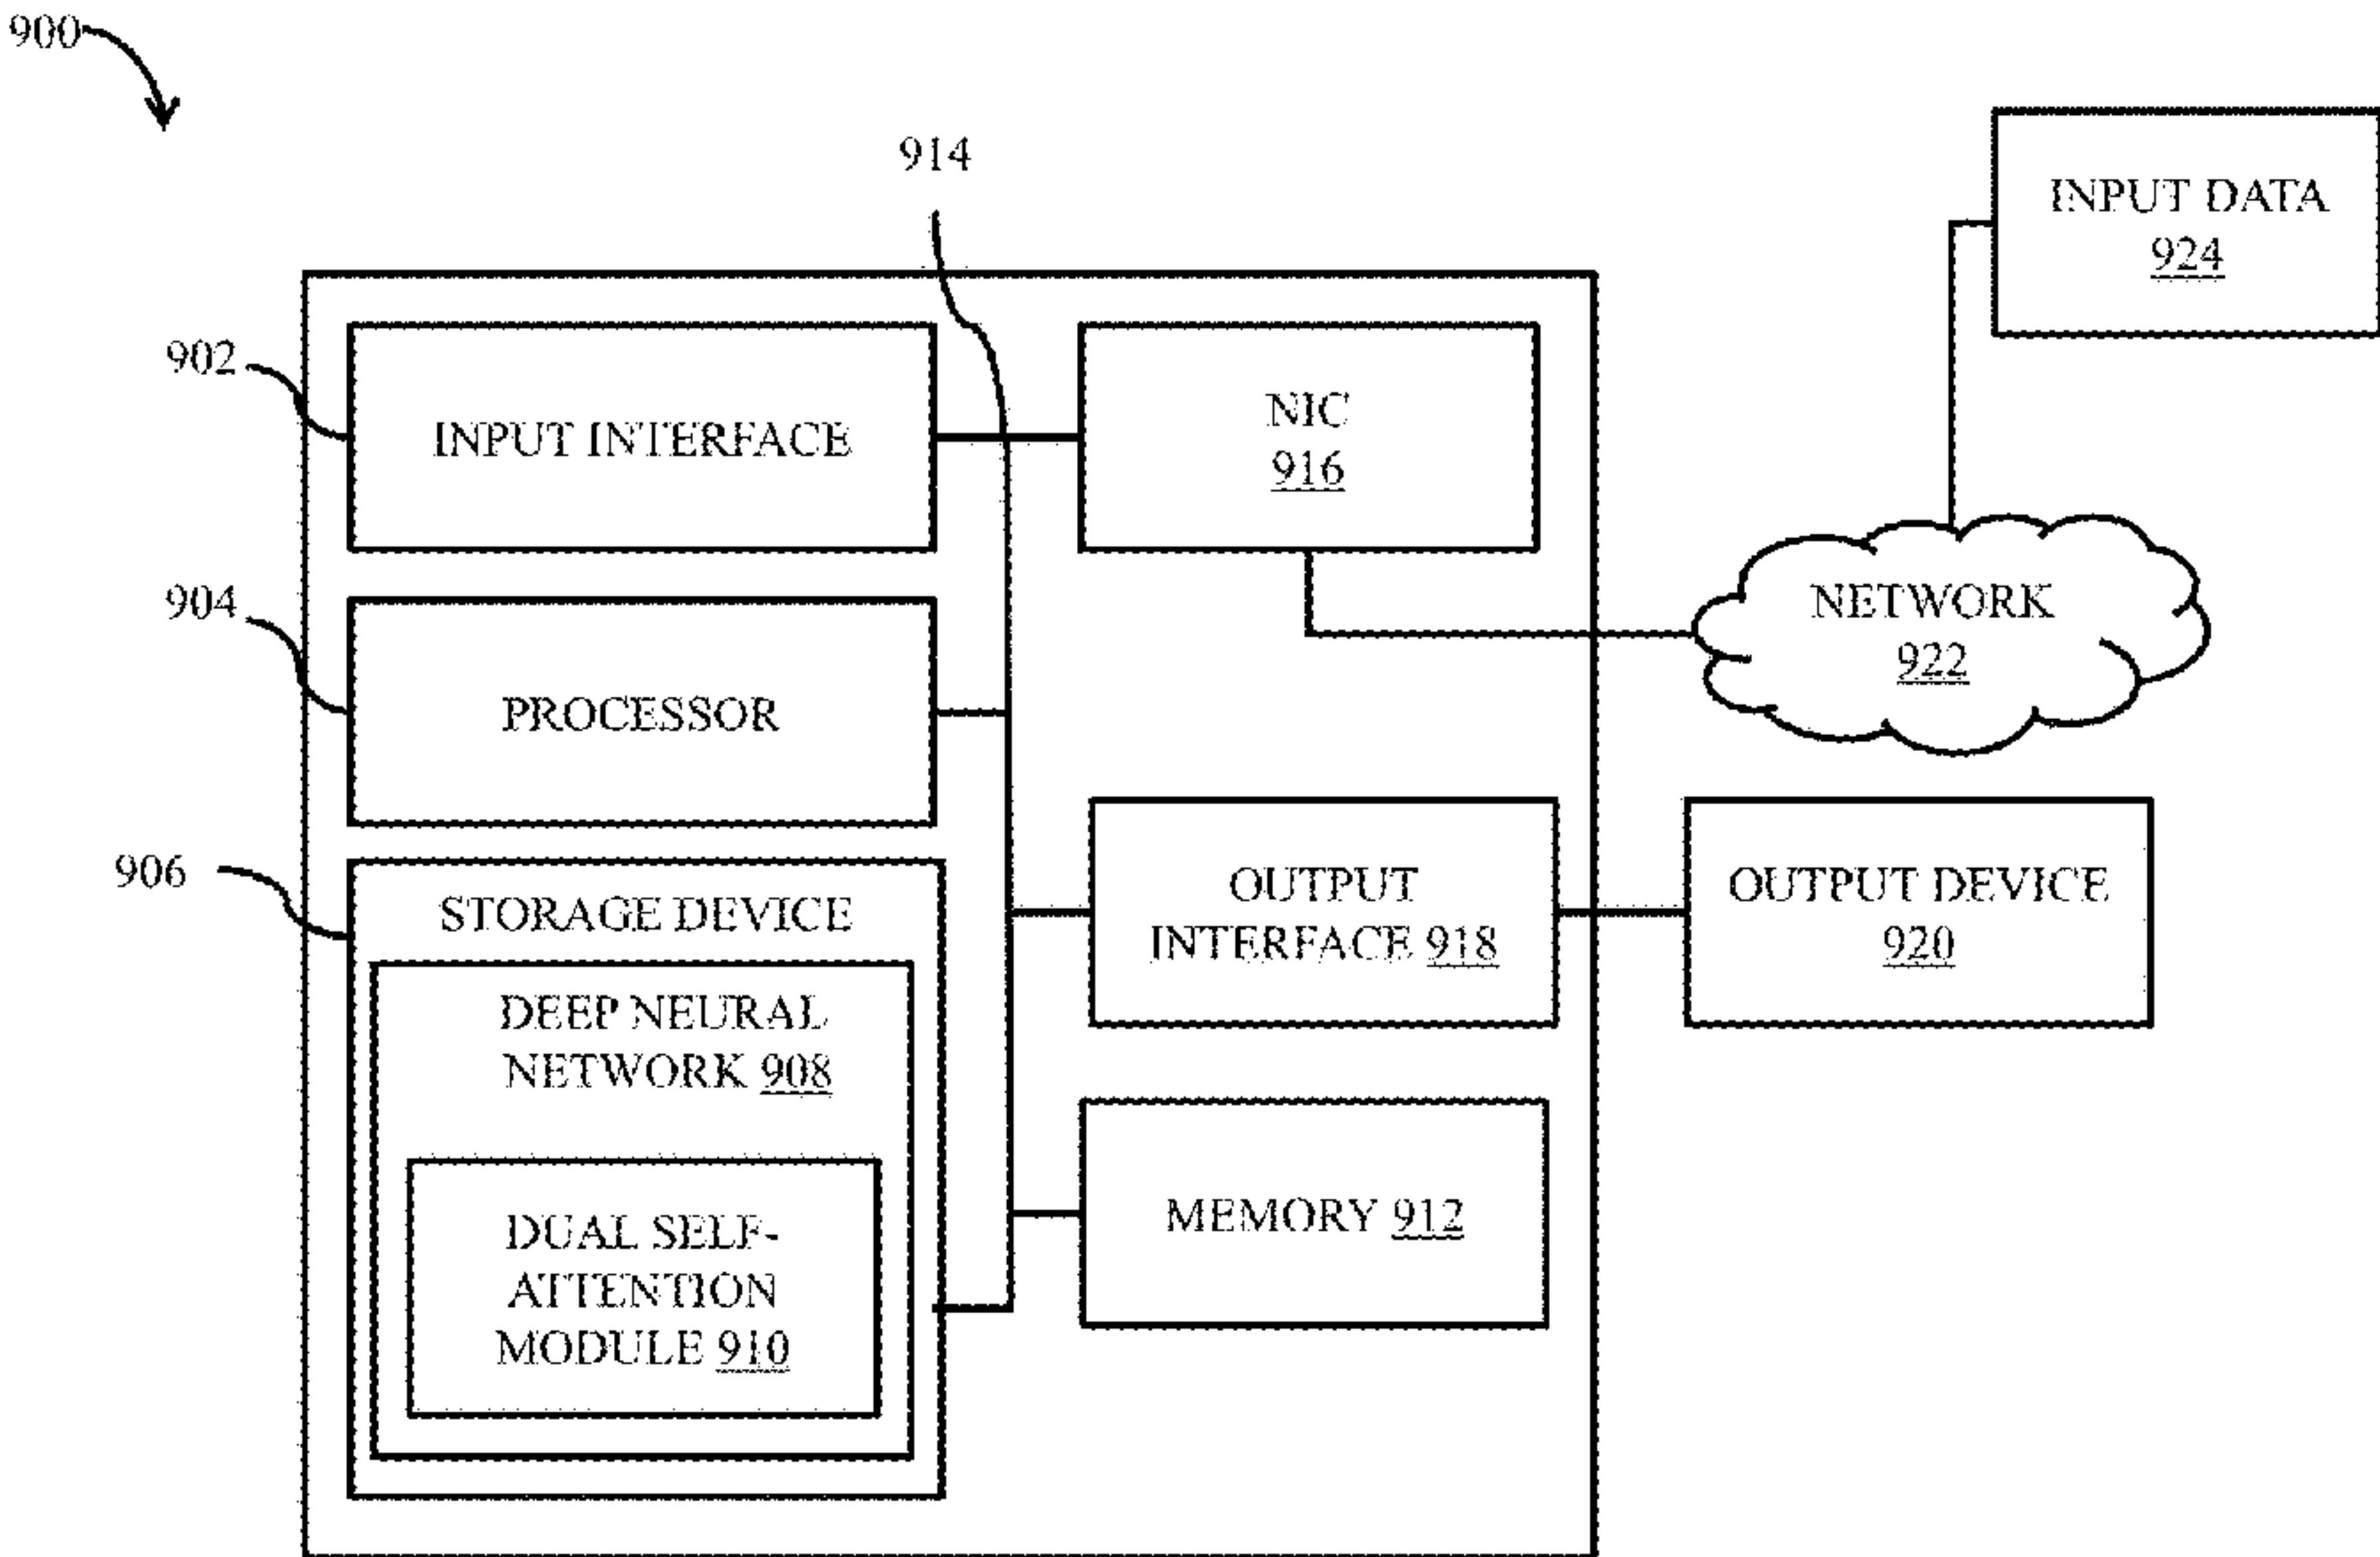 900
914
INPUT DATA
924
902
INPUT INTERFACE
NIC
916
904
PROCESSOR
NETWORK
922
906
STORAGE DEVICE
DEEP NEURAL
NETWORK 908
DUAL SELF-
ATTENTION
MODULE 910
OUTPUT
INTERFACE 918
OUTPUT DEVICE
920
MEMORY 912